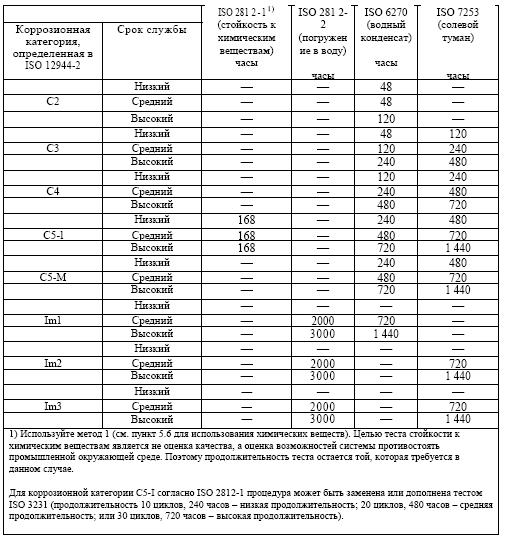 Коррозионная категория, определенная в ISO 12944-2 | Срок службы | ISO 281 2 - 1 1) (стойкость к химическим веществам) часы | ISO 281 2-2 (погружение в воду) часы | ISO 6270 (водный конденсат) часы | ISO 7253 (солевой туман) часы
Низкий — — 48 —
C2 Средний — — 48 —
Высокий — — 120 —
Низкий — — 48 120
C3 Средний — — 120 240
Высокий — — 240 480
Низкий — — 120 240
C4 Средний — — 240 480
Высокий — — 480 720
Низкий 168 — 240 480
C5-I Средний 168 — 480 720
Высокий 168 — 720 1 440
Низкий — — 240 480
C5-M Средний — — 480 720
Высокий — — 720 1 440
Низкий — — — —
Im1 Средний — 2000 720 —
Высокий — 3000 1 440 —
Низкий — — — —
Im2 Средний — 2000 — 720
Высокий — 3000 — 1 440
Низкий — — — —
Im3 Средний — 2000 — 720
Высокий — 3000 — 1 440
1) Используйте метод 1 (см. пункт 5.6 для использования химических веществ). Целью теста стойкости к
химическим веществам является не оценка качества, а оценка возможностей системы противостоять
промышленной окружающей среде. Поэтому продолжительность теста остается той, которая требуется в
данном случае.
Для коррозионной категории C5-I согласно ISO 2812-1 процедура может быть заменена или дополнена тестом
ISO 3231 (продолжительность 10 циклов, 240 часов – низкая продолжительность; 20 циклов, 480 часов – средняя
продолжительность; или 30 циклов, 720 часов – высокая продолжительность).